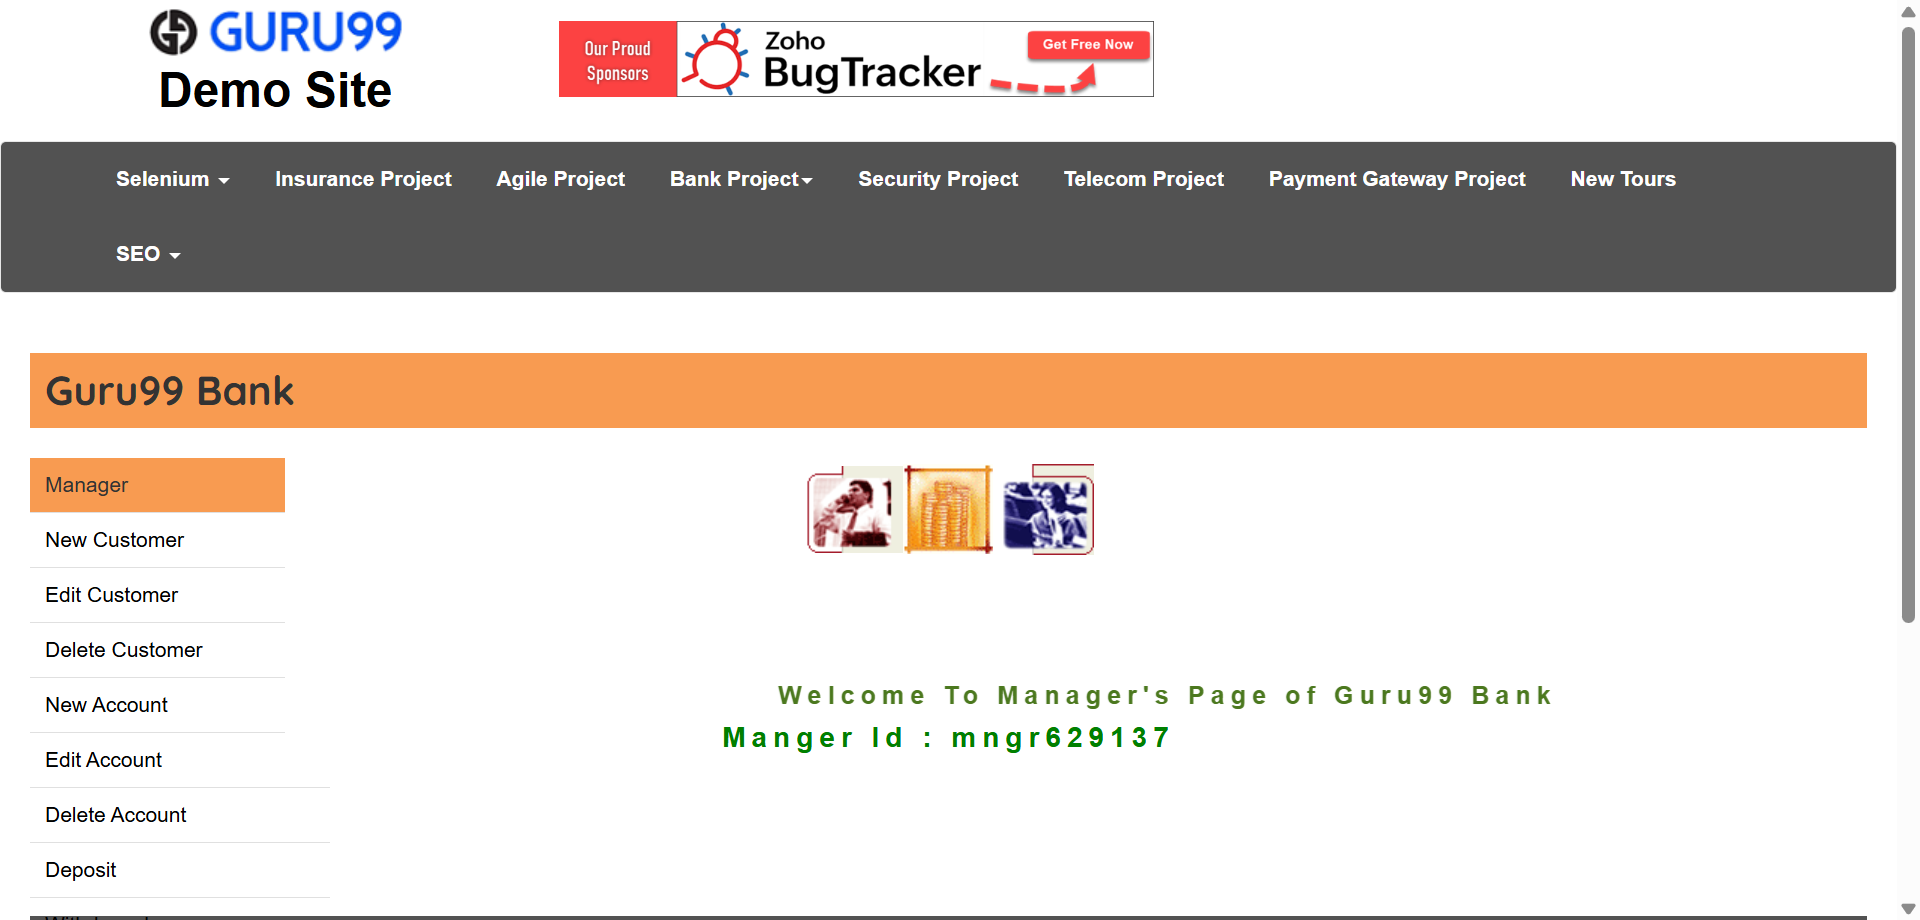 GURU99
Demo Site
Our Proud
Sponsors
Zoho
BugTracker
Get Free Now
Selenium
Insurance Project
Agile Project
Bank Project
Security Project
Telecom Project
Payment Gateway Project
New Tours
SEO
Guru99 Bank
Manager
New Customer
Edit Customer
Delete Customer
New Account
Edit Account
Delete Account
Deposit
Welcome To Manager's Page of Guru99 Bank
Manger Id : mngr629137